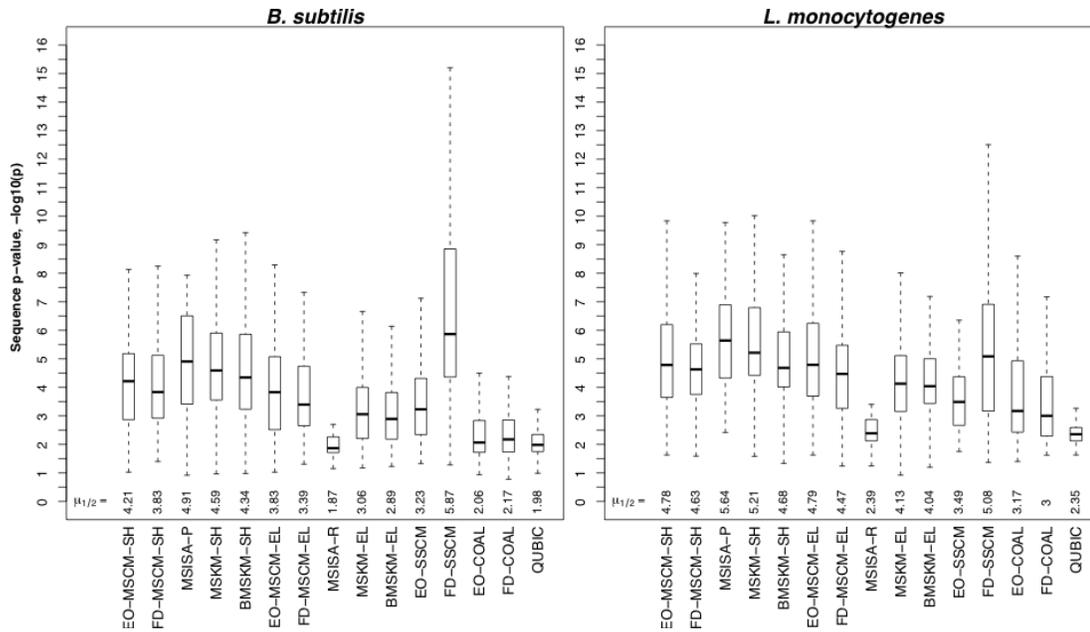 B. subtilis
L. monocytogenes
Sequence p-value, -log10(p)
16
15
14
13
12
11
10
9
8
7
6
5
4
3
2
1
0
μ1/2 = 4.21 3.83 4.91 4.59 4.34 3.83 3.39 1.87 3.06 2.89 3.23 5.87 2.06 2.17 1.98
EO-MSCM-SH
FD-MSCM-SH
MSISA-P
MSKM-SH
BMSKM-SH
EO-MSCM-EL
FD-MSCM-EL
MSISA-R
MSKM-EL
BMSKM-EL
EO-SSCM
FD-SSCM
EO-COAL
FD-COAL
QUBIC
16
15
14
13
12
11
10
9
8
7
6
5
4
3
2
1
0
μ1/2 = 4.78 4.63 5.64 5.21 4.68 4.79 4.47 2.39 4.13 4.04 3.49 5.08 3.17 3 2.35
EO-MSCM-SH
FD-MSCM-SH
MSISA-P
MSKM-SH
BMSKM-SH
EO-MSCM-EL
FD-MSCM-EL
MSISA-R
MSKM-EL
BMSKM-EL
EO-SSCM
FD-SSCM
EO-COAL
FD-COAL
QUBIC